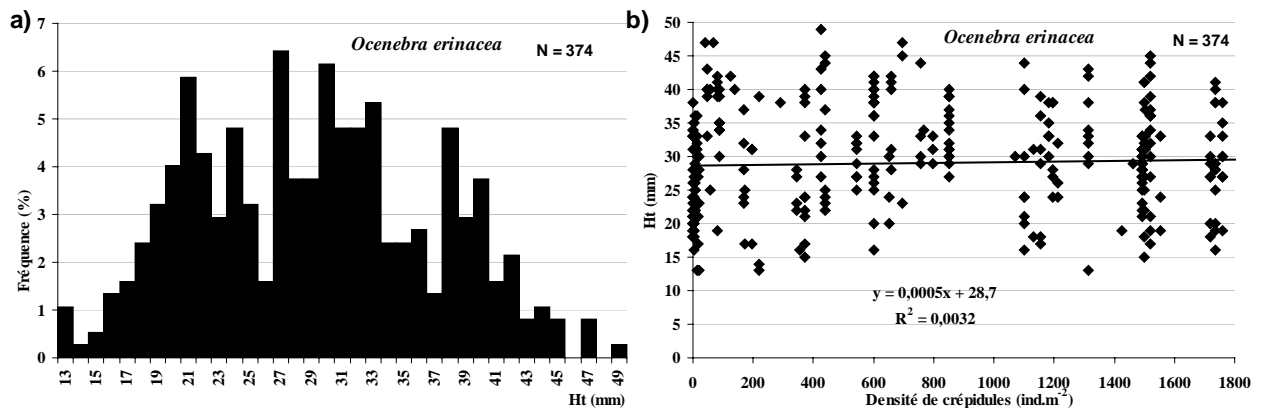 a)
Ocenebra erinacea
N = 374
Fréquence (%)
7
6
5
4
3
2
1
0
13 15 17 19 21 23 25 27 29 31 33 35 37 39 41 43 45 47 49
Ht (mm)
b)
Ocenebra erinacea
N = 374
Ht (mm)
50
45
40
35
30
25
20
15
10
5
0
y = 0,0005x + 28,7
R² = 0,0032
0 200 400 600 800 1000 1200 1400 1600 1800
Densité de crépidules (ind.m⁻²)